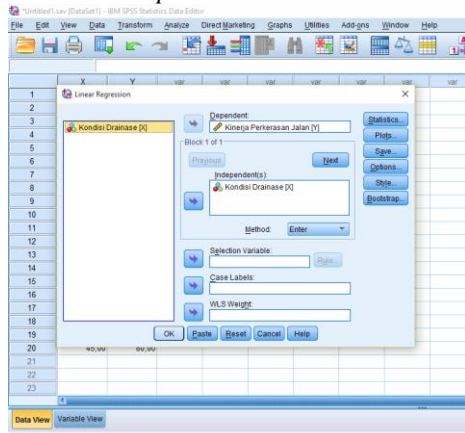 *Untitled1.sav [DataSet1] - IBM SPSS Statistics Data Editor
File Edit View Data Transform Analyze Direct Marketing Graphs Utilities Add-ons Window Help
X Y var var var var var var var var
Linear Regression
Kondisi Drainase [X]
Dependent:
Kinerja Perkerasan Jalan [Y]
Block 1 of 1
Previous Next
Independent(s):
Kondisi Drainase [X]
Method: Enter
Selection Variable:
Rule...
Case Labels:
WLS Weight:
Statistics...
Plots...
Save...
Options...
Style...
Bootstrap...
OK Paste Reset Cancel Help
1
2
3
4
5
6
7
8
9
10
11
12
13
14
15
16
17
18
19
20 45,00 60,00
21
22
23
Data View Variable View